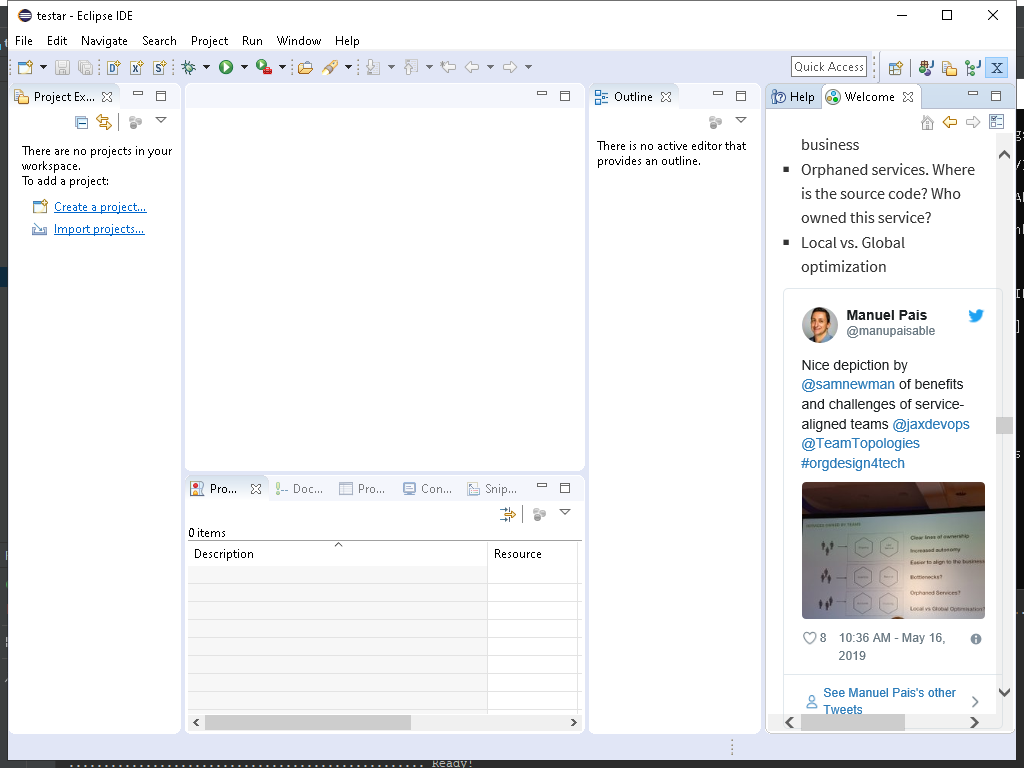 testar - Eclipse IDE
File Edit Navigate Search Project Run Window Help
Quick Access
Project Ex...
There are no projects in your
workspace.
To add a project:
Create a project...
Import projects...
Outline
There is no active editor that
provides an outline.
Help Welcome
business
Orphaned services. Where
is the source code? Who
owned this service?
Local vs. Global
optimization
Manuel Pais
@manupaisable
Nice depiction by
@samnewman of benefits
and challenges of service-
aligned teams @jaxdevops
@TeamTopologies
#orgdesign4tech
Clear lines of ownership
Increased autonomy
Easier to align to the business
Bottlenecks?
Orphaned Services?
Local vs Global Optimisation?
8 10:36 AM - May 16,
2019
See Manuel Pais's other
Tweets
Pro... Doc... Pro... Con... Snip...
0 items
Description Resource
Ready!